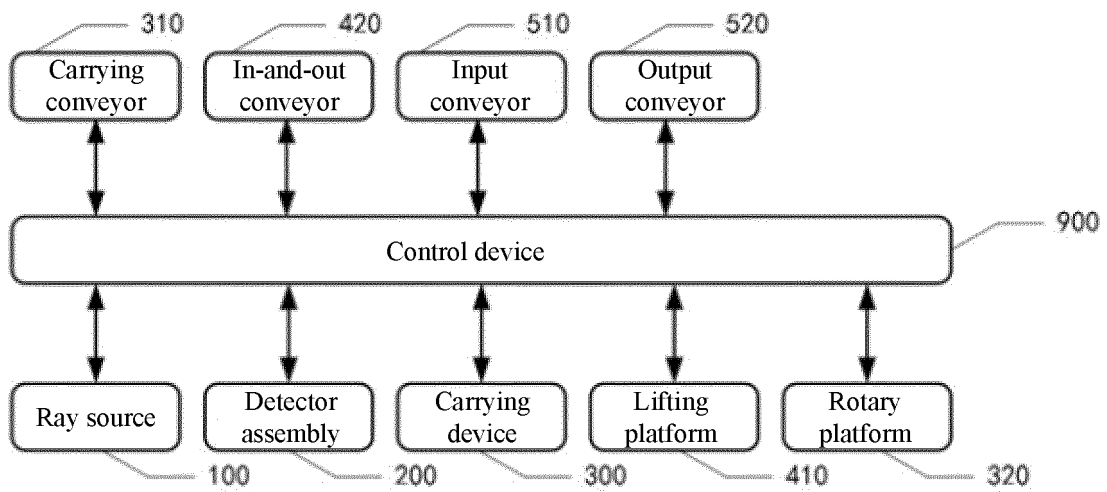 310 420 510 520
Carrying In-and-out Input Output
conveyor conveyor conveyor conveyor
900
Control device
Ray source Detector Carrying Lifting Rotary
assembly device platform platform
100 200 300 410 320